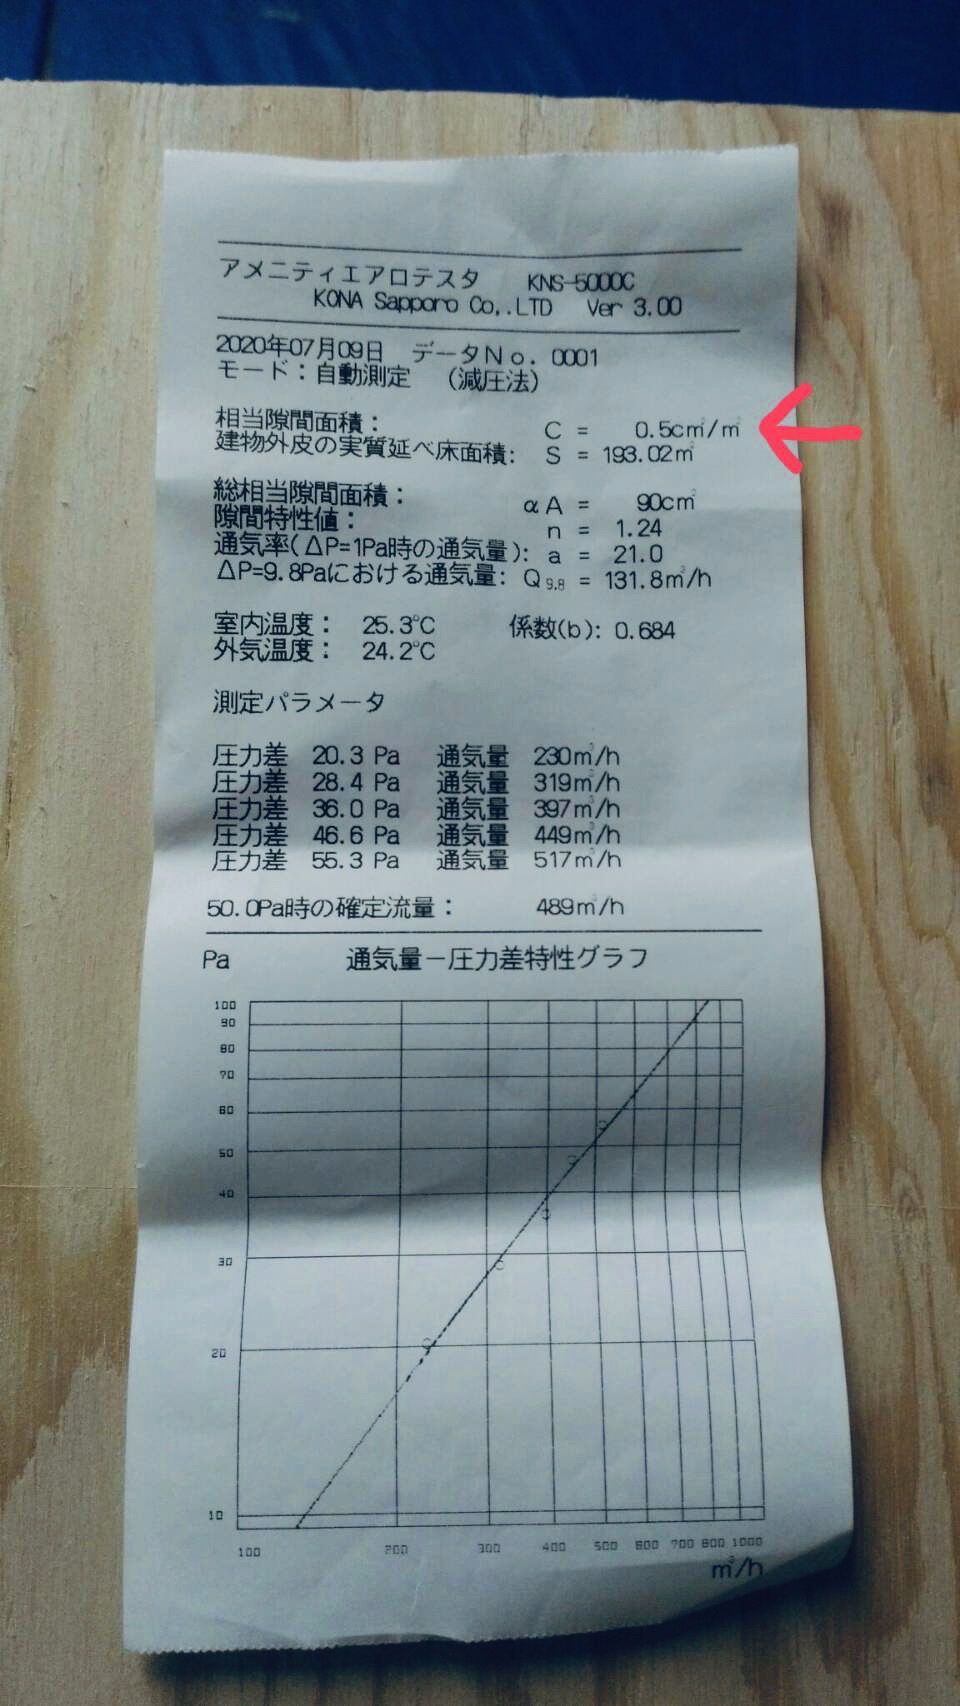 アメニティエアロテスタ KNS-5000C
KONA Sapporo Co,.LTD Ver 3.00
2020年07月09日 データNo. 0001
モード：自動測定 （減圧法）
相当隙間面積： C = 0.5cm²/m²
建物外皮の実質延べ床面積： S = 193.02m²
総相当隙間面積： αA = 90cm²
隙間特性値： n = 1.24
通気率（ΔP=1Pa時の通気量）： a = 21.0
ΔP=9.8Paにおける通気量： Q9.8 = 131.8m³/h
室内温度： 25.3℃ 係数(b): 0.684
外気温度： 24.2℃
測定パラメータ
圧力差 20.3 Pa 通気量 230m³/h
圧力差 28.4 Pa 通気量 319m³/h
圧力差 36.0 Pa 通気量 397m³/h
圧力差 46.6 Pa 通気量 449m³/h
圧力差 55.3 Pa 通気量 517m³/h
50.0Pa時の確定流量： 489m³/h
Pa 通気量－圧力差特性グラフ
100
90
80
70
60
50
40
30
20
10
100 200 300 400 500 600 700 800 1000
m³/h